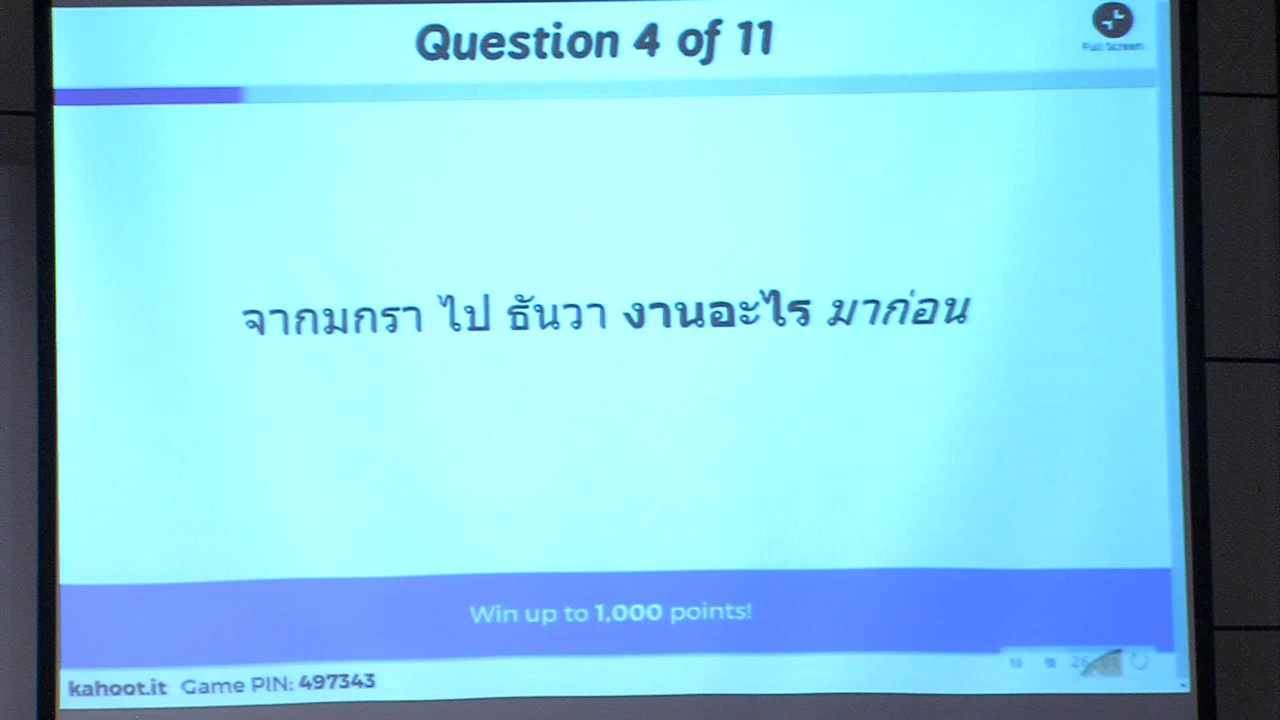 Question 4 of 11
Full Screen
จากมกรา ไป ธันวา งานอะไร มาก่อน
Win up to 1,000 points!
kahoot.it Game PIN: 497343